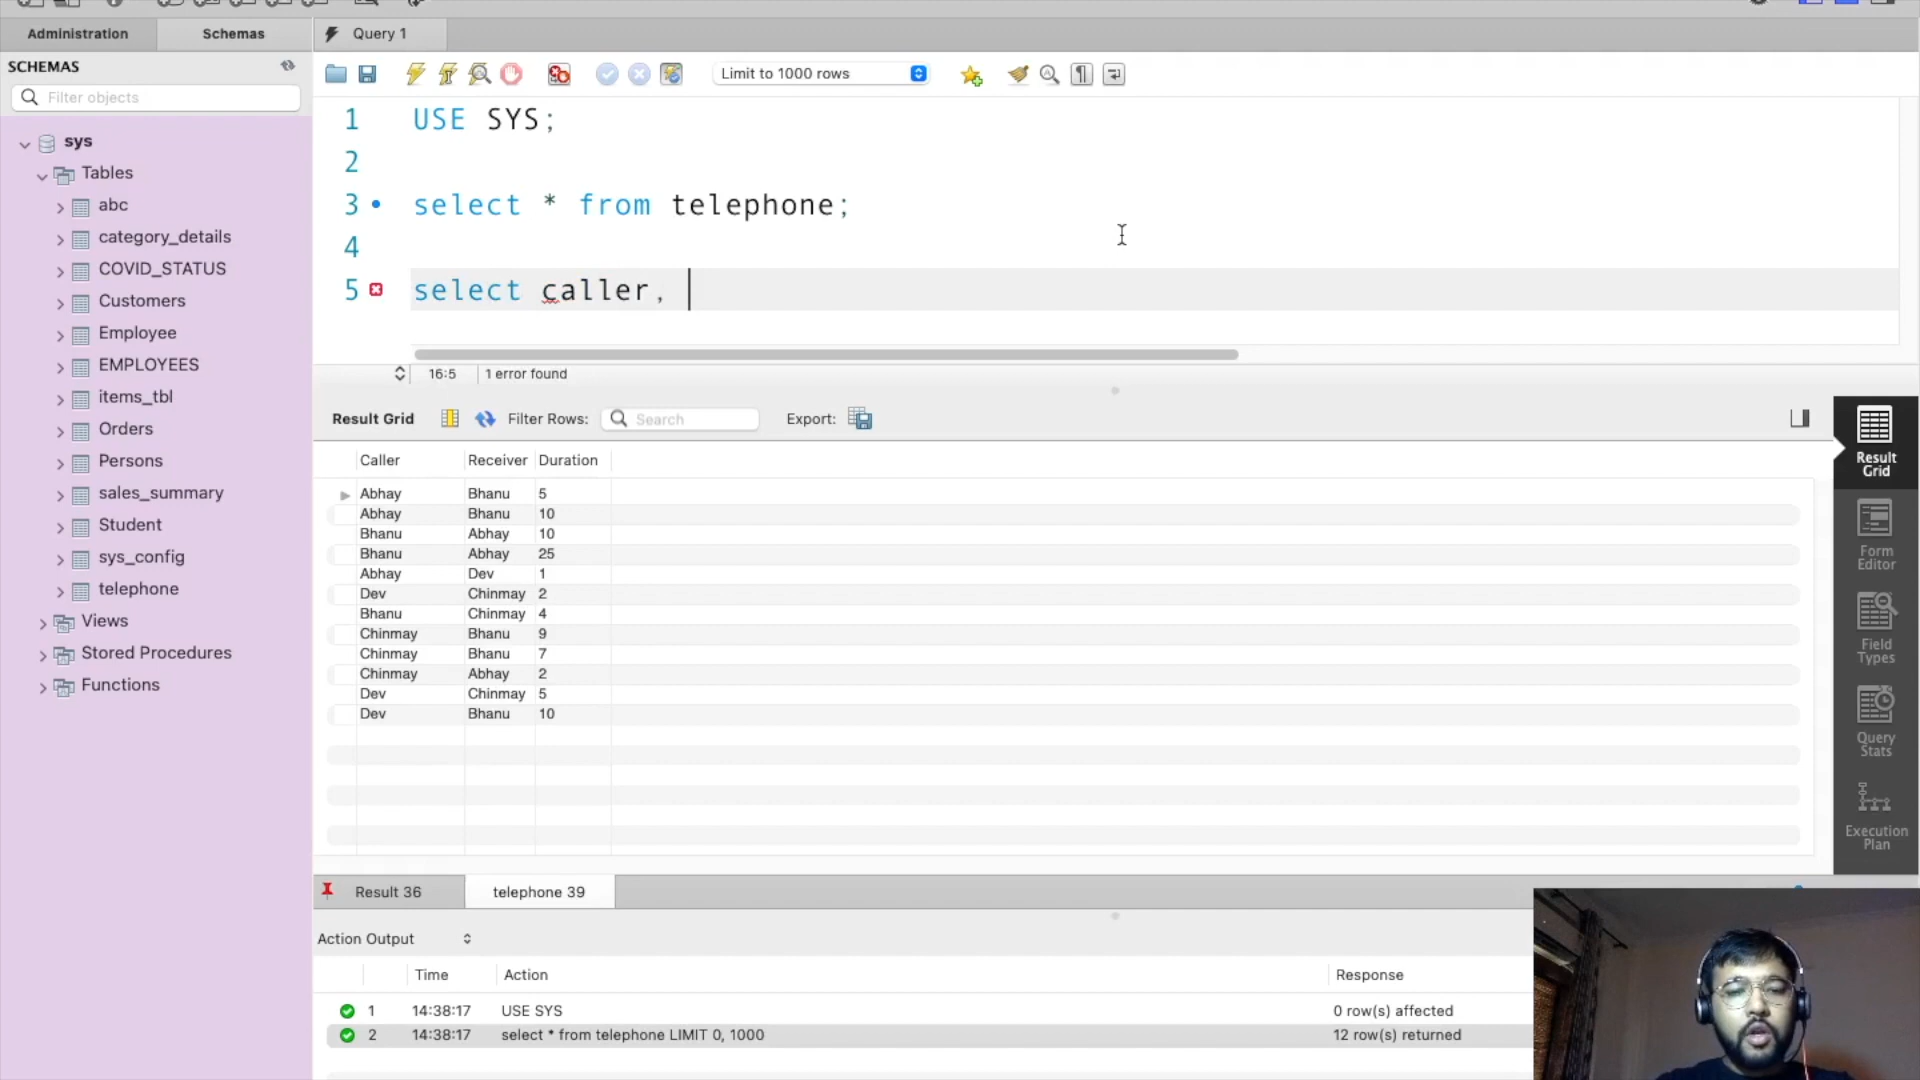 Administration
Schemas
Query 1
SCHEMAS
Filter objects
Limit to 1000 rows
sys
Tables
abc
category_details
COVID_STATUS
Customers
Employee
EMPLOYEES
items_tbl
Orders
Persons
sales_summary
Student
sys_config
telephone
Views
Stored Procedures
Functions
1 USE SYS;
2
3 select * from telephone;
4
5 select caller,
16:5 1 error found
Result Grid Filter Rows: Search Export:
Caller Receiver Duration
Abhay Bhanu 5
Abhay Bhanu 10
Bhanu Abhay 10
Bhanu Abhay 25
Abhay Dev 1
Dev Chinmay 2
Bhanu Chinmay 4
Chinmay Bhanu 9
Chinmay Bhanu 7
Chinmay Abhay 2
Dev Chinmay 5
Dev Bhanu 10
Result
Grid
Form
Editor
Field
Types
Query
Stats
Execution
Plan
Result 36 telephone 39
Action Output
Time Action Response
1 14:38:17 USE SYS 0 row(s) affected
2 14:38:17 select * from telephone LIMIT 0, 1000 12 row(s) returned